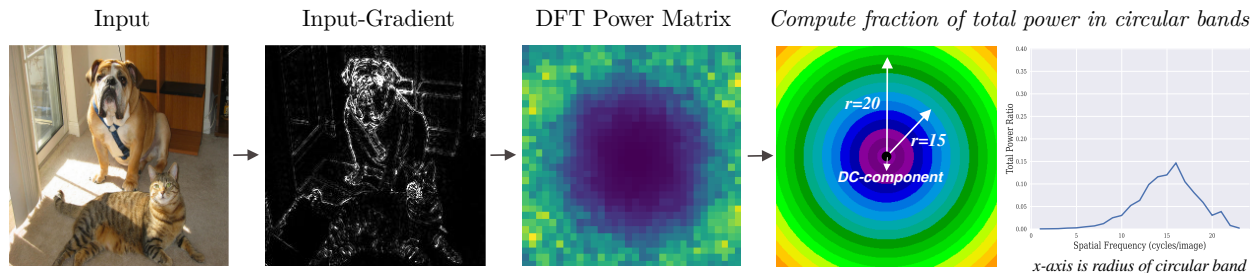 Input
Input-Gradient
DFT Power Matrix
Compute fraction of total power in circular bands
r=20
r=15
DC-component
Total Power Ratio
0.40
0.35
0.30
0.25
0.20
0.15
0.10
0.05
0.00
0 5 10 15 20
Spatial Frequency (cycles/image)
x-axis is radius of circular band